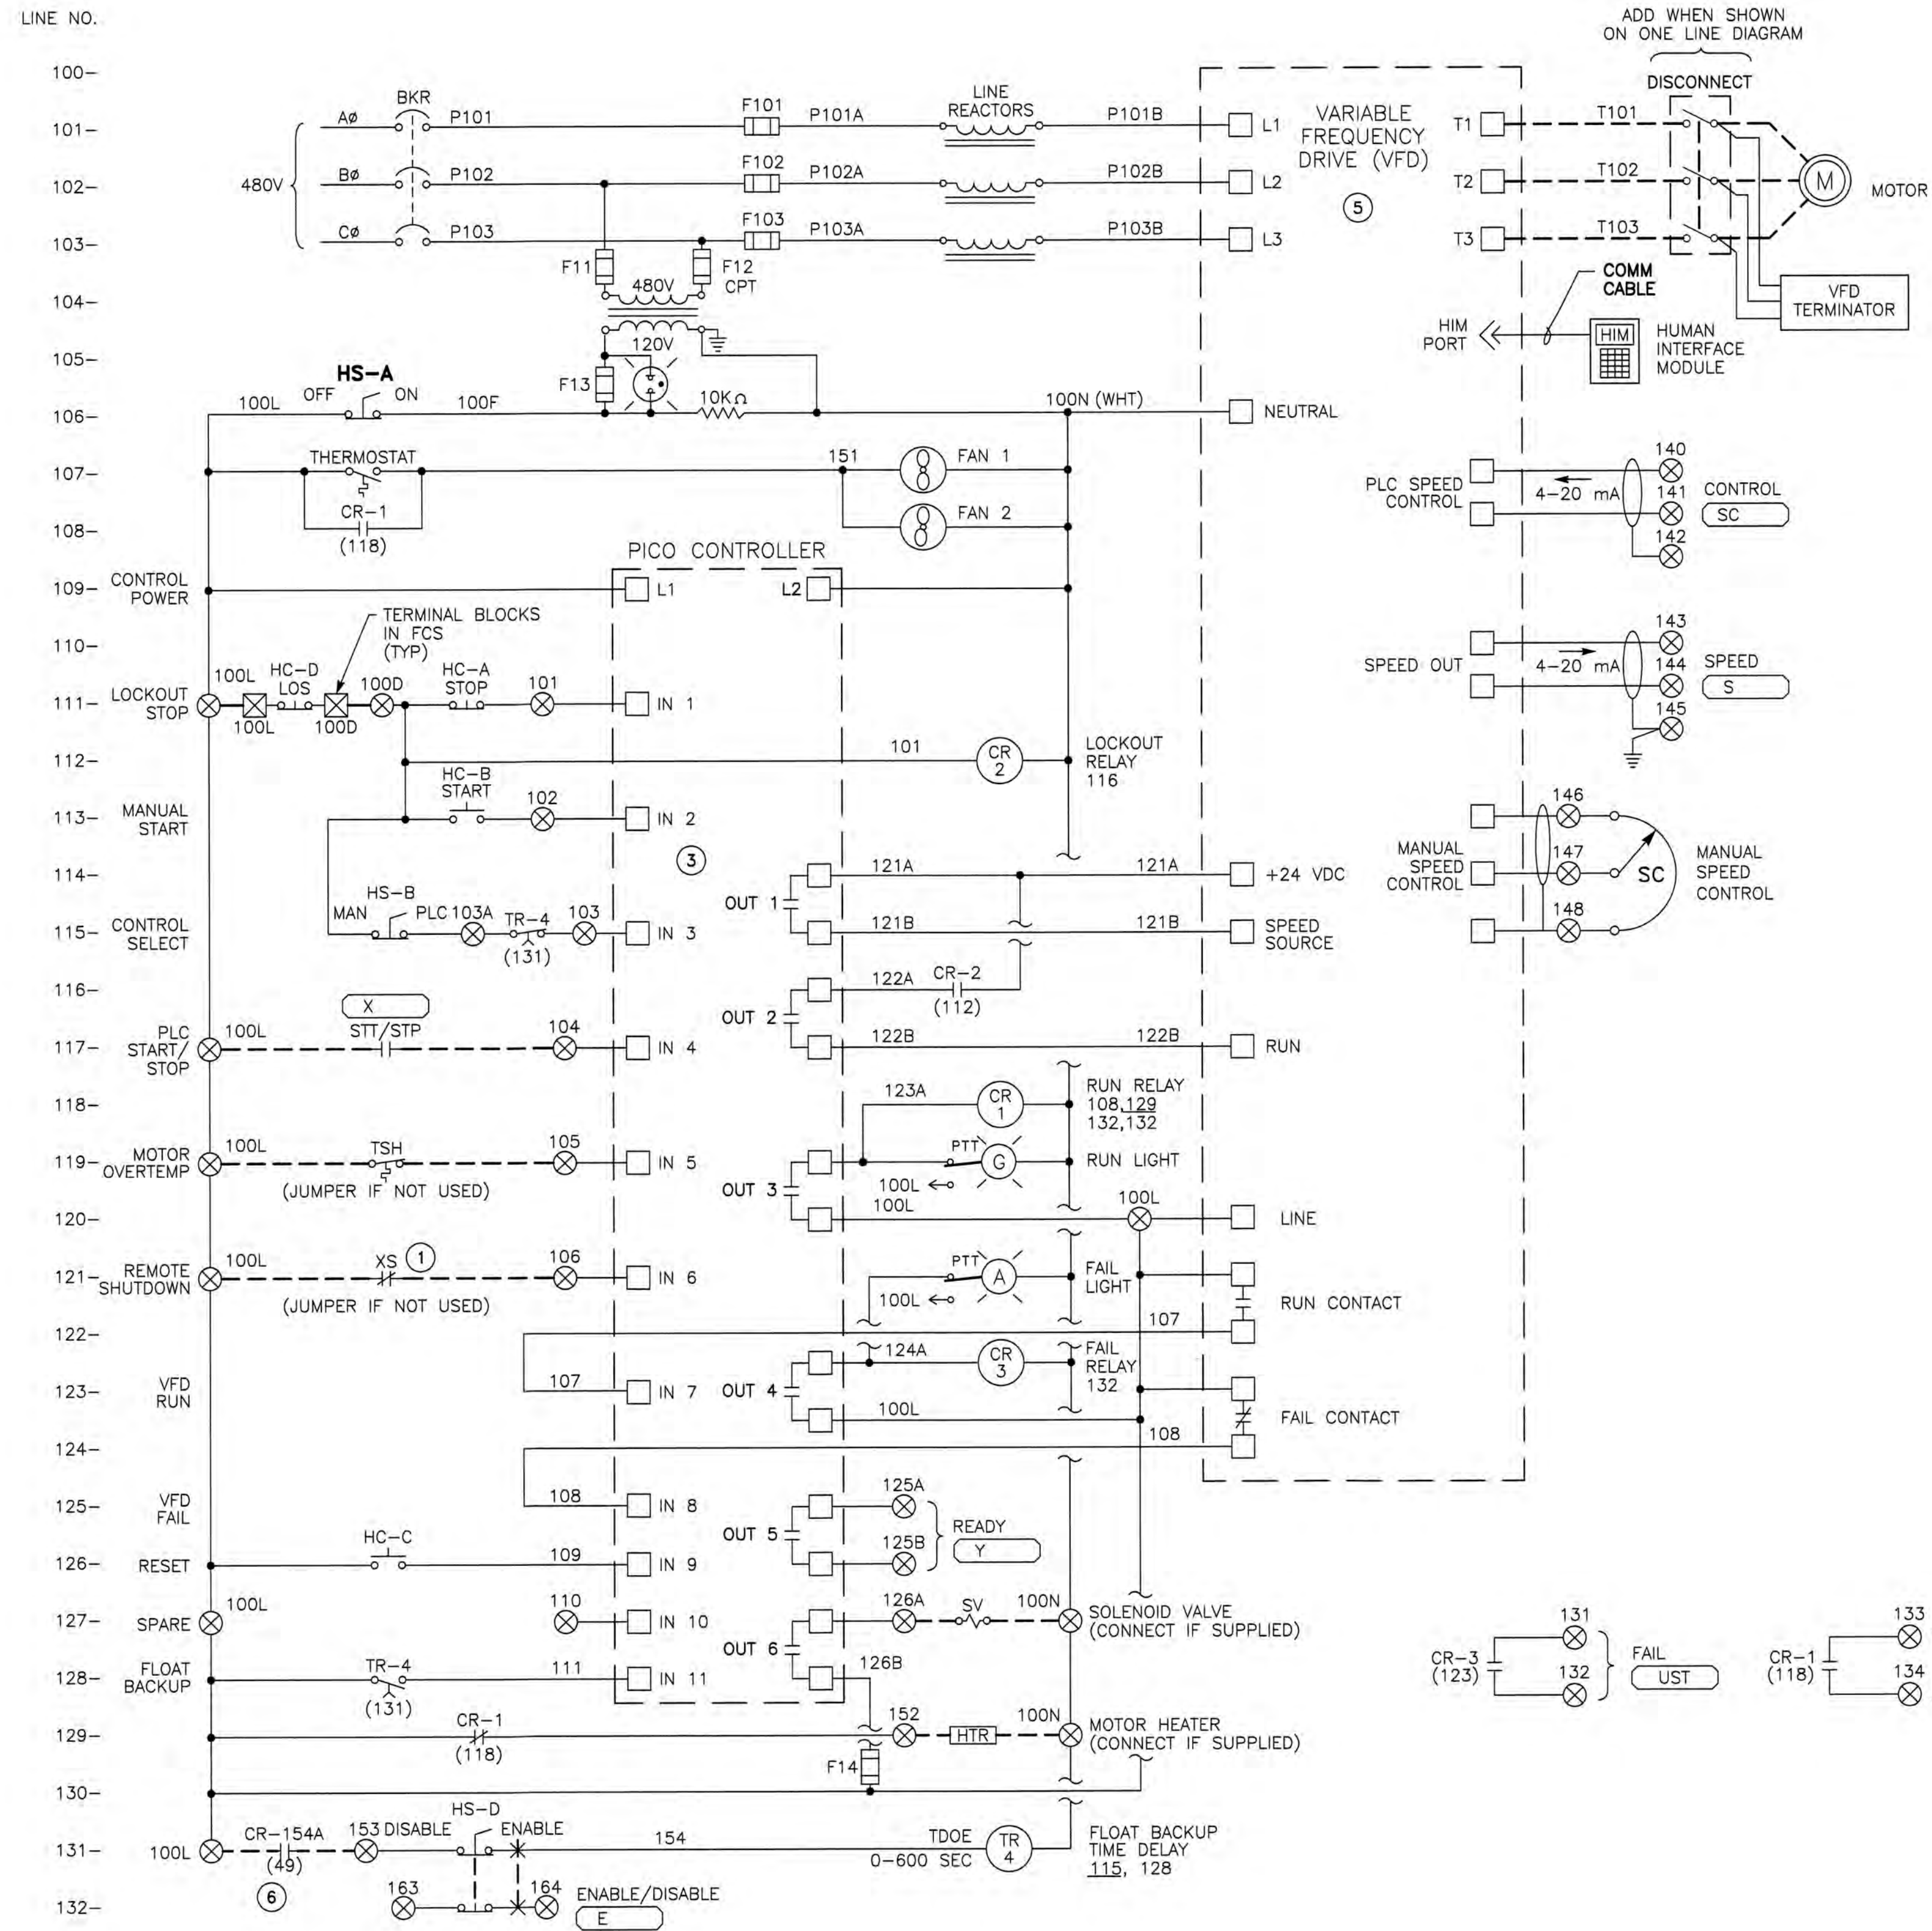 LINE NO.
ADD WHEN SHOWN
ON ONE LINE DIAGRAM
100-
DISCONNECT
BKR
F101
LINE
REACTORS
101-
AØ
P101
P101A
P101B
L1
VARIABLE
FREQUENCY
DRIVE (VFD)
T1
T101
F102
102-
480V
BØ
P102
P102A
P102B
L2
5
T2
T102
M
MOTOR
F103
103-
CØ
P103
P103A
P103B
L3
T3
T103
F11
F12
CPT
480V
COMM
CABLE
VFD
TERMINATOR
104-
HIM
PORT
HIM
HUMAN
INTERFACE
MODULE
120V
105-
HS-A
F13
OFF
ON
106-
100L
100F
10KΩ
100N (WHT)
NEUTRAL
107-
THERMOSTAT
151
FAN 1
CR-1
(118)
FAN 2
108-
PLC SPEED
CONTROL
4-20 mA
140
141
142
CONTROL
SC
PICO CONTROLLER
109-
CONTROL
POWER
L1
L2
TERMINAL BLOCKS
IN FCS
(TYP)
110-
SPEED OUT
4-20 mA
143
144
145
SPEED
S
111-
LOCKOUT
STOP
100L
HC-D
LOS
100L
100D
100D
HC-A
STOP
101
IN 1
112-
101
CR
2
LOCKOUT
RELAY
116
HC-B
START
113-
MANUAL
START
102
IN 2
3
146
147
148
MANUAL
SPEED
CONTROL
SC
MANUAL
SPEED
CONTROL
114-
121A
121A
+24 VDC
OUT 1
HS-B
MAN
PLC
103A
TR-4
(131)
103
115-
CONTROL
SELECT
IN 3
121B
121B
SPEED
SOURCE
116-
122A
CR-2
(112)
OUT 2
X
STT/STP
117-
PLC
START/
STOP
100L
104
IN 4
122B
122B
RUN
118-
123A
CR
1
RUN RELAY
108,129
132,132
119-
MOTOR
OVERTEMP
100L
TSH
(JUMPER IF NOT USED)
105
IN 5
PTT
G
RUN LIGHT
100L
OUT 3
120-
100L
100L
LINE
121-
REMOTE
SHUTDOWN
100L
XS
1
(JUMPER IF NOT USED)
106
IN 6
PTT
A
FAIL
LIGHT
100L
RUN CONTACT
122-
107
124A
CR
3
FAIL
RELAY
132
123-
VFD
RUN
107
IN 7
OUT 4
100L
FAIL CONTACT
124-
108
125-
VFD
FAIL
108
IN 8
OUT 5
125A
125B
READY
Y
126-
RESET
HC-C
109
IN 9
127-
SPARE
100L
110
IN 10
OUT 6
126A
SV
100N
SOLENOID VALVE
(CONNECT IF SUPPLIED)
128-
FLOAT
BACKUP
TR-4
(131)
111
IN 11
126B
CR-3
(123)
131
132
FAIL
UST
CR-1
(118)
133
134
129-
CR-1
(118)
152
HTR
100N
MOTOR HEATER
(CONNECT IF SUPPLIED)
F14
130-
HS-D
131-
100L
CR-154A
(49)
6
153
DISABLE
ENABLE
154
TDOE
0-600 SEC
TR
4
FLOAT BACKUP
TIME DELAY
115, 128
132-
163
164
ENABLE/DISABLE
E